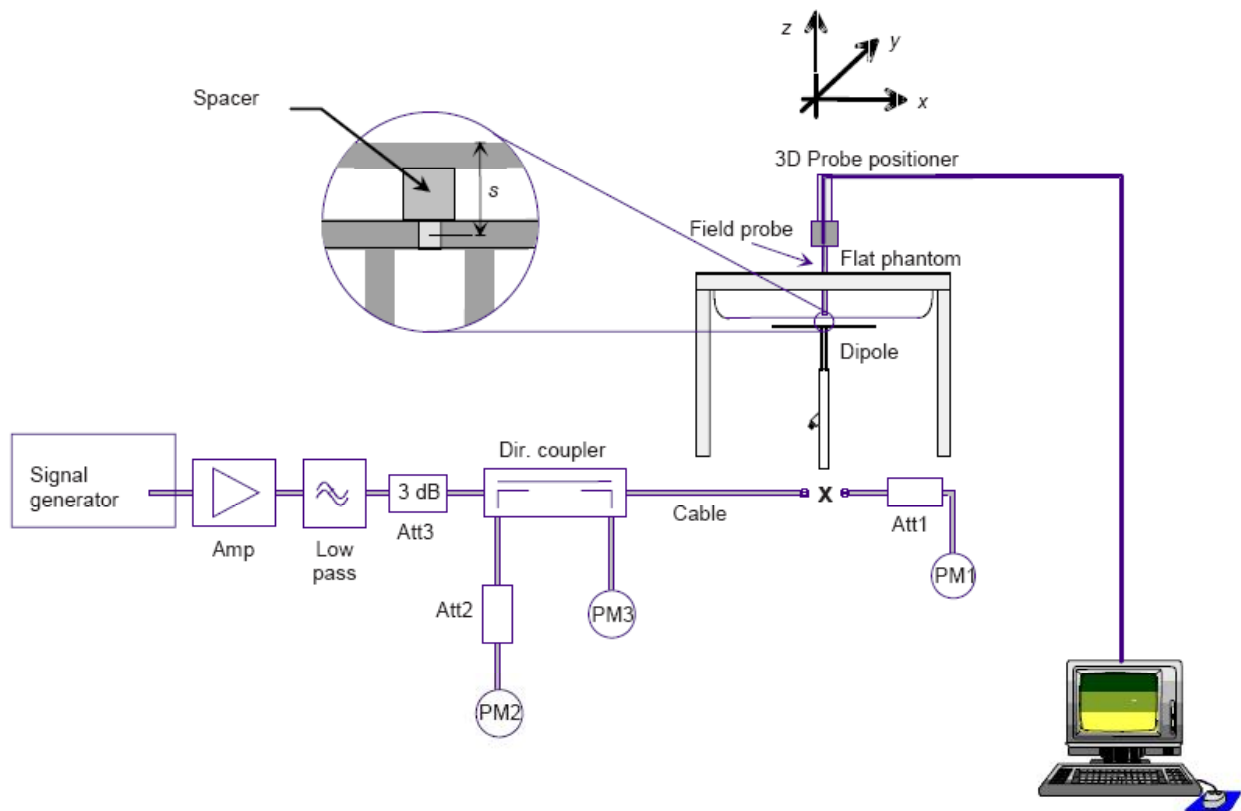 z
y
x
Spacer
s
3D Probe positioner
Field probe
Flat phantom
Dipole
Signal
generator
Amp
Low
pass
3 dB
Att3
Dir. coupler
Cable
X
Att1
PM1
Att2
PM3
PM2